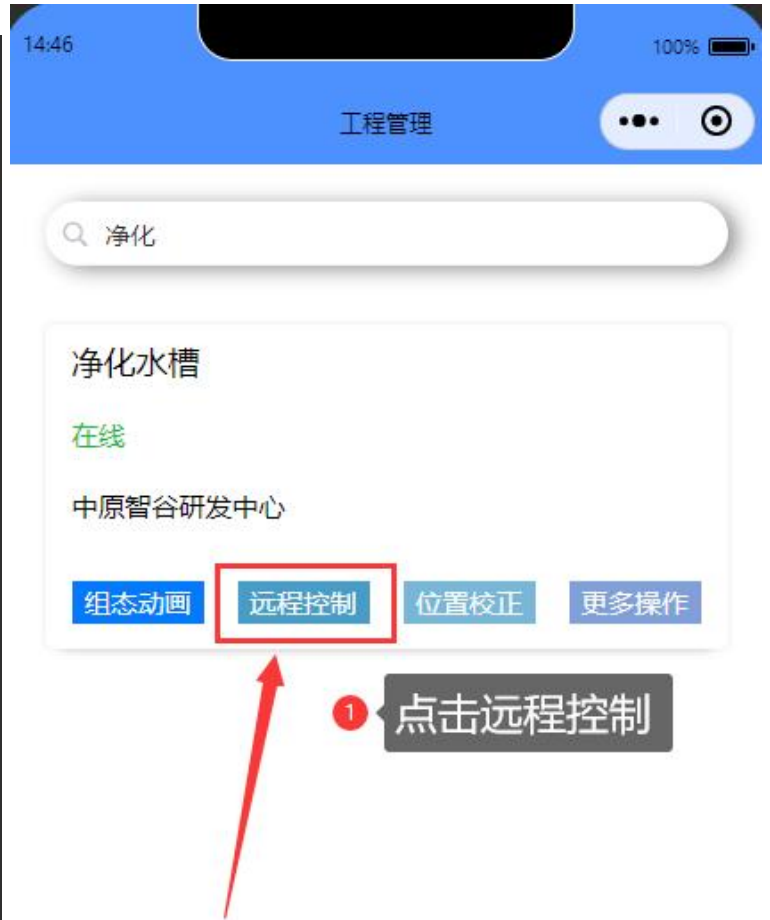 14:46
100%
工程管理
净化
净化水槽
在线
中原智谷研发中心
组态动画 远程控制 位置校正 更多操作
1 点击远程控制